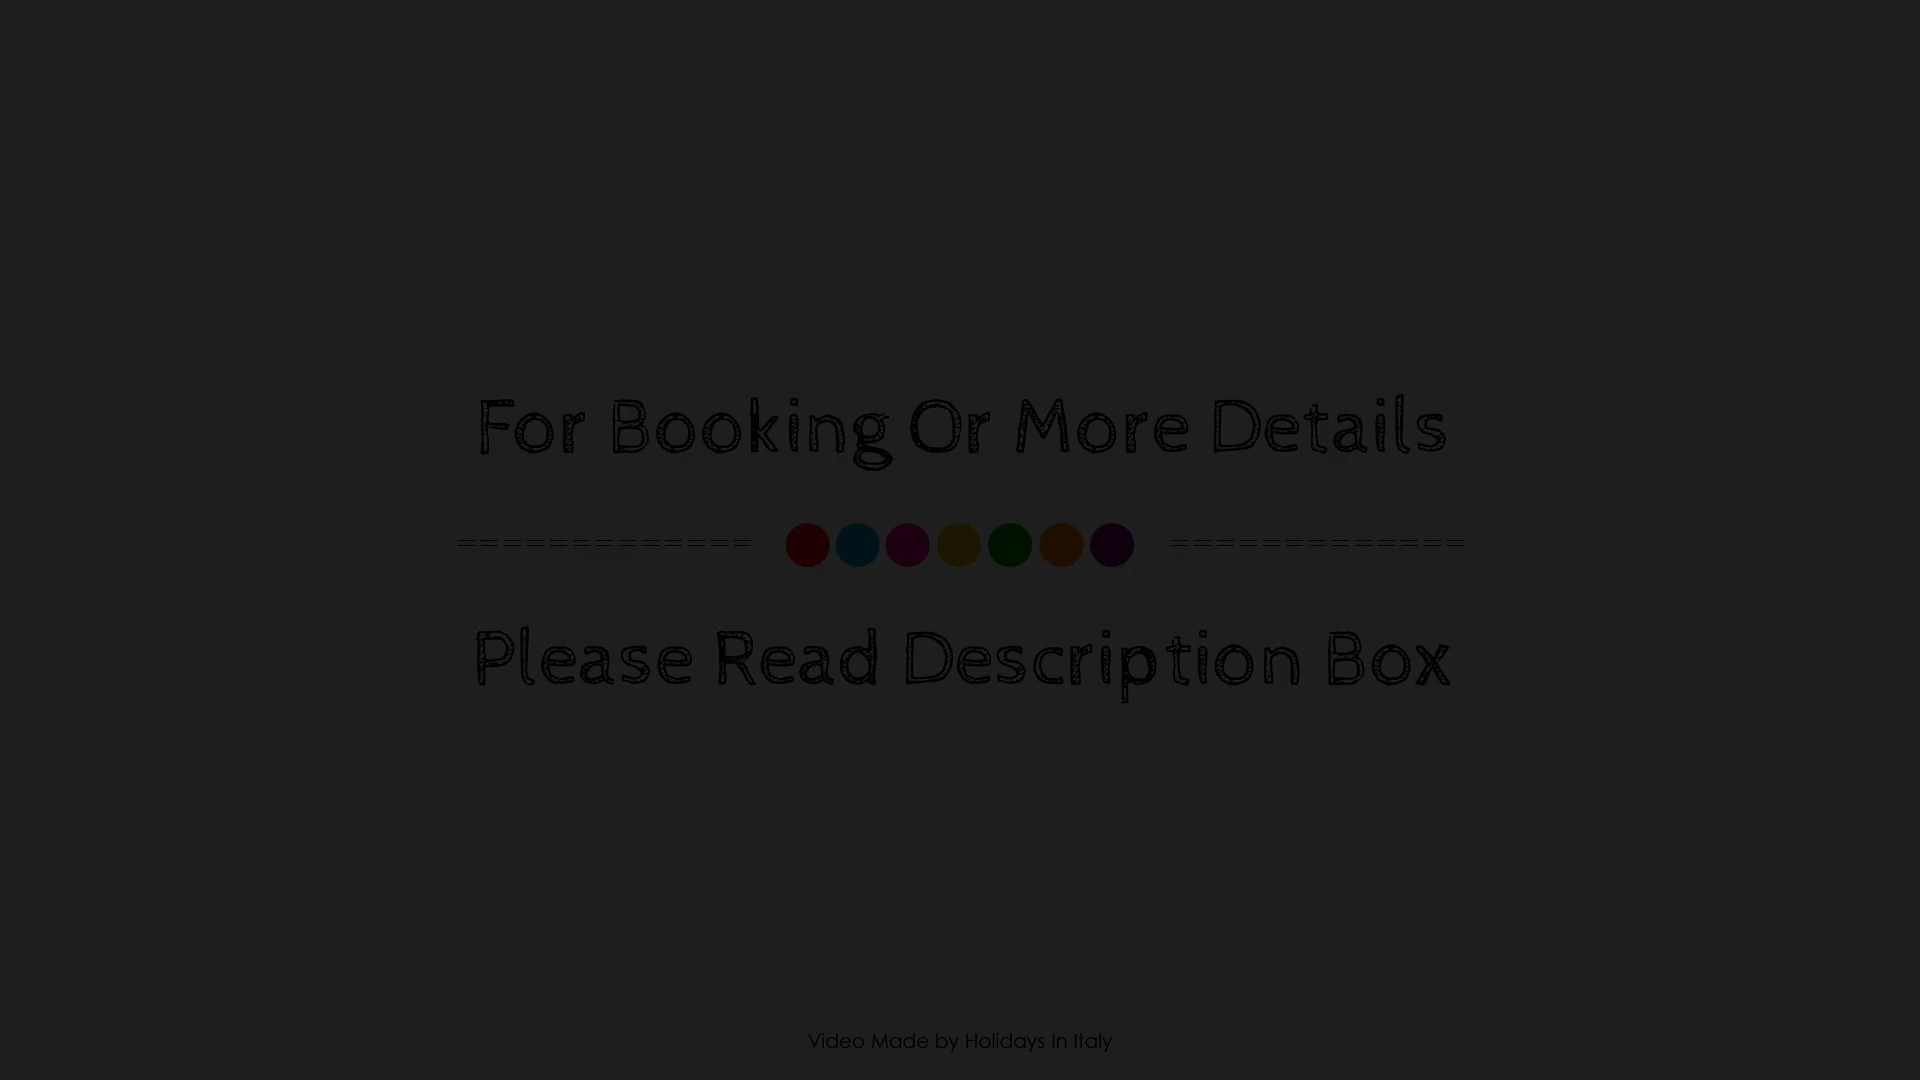 For Booking Or More Details
============= =============
Please Read Description Box
Video Made by Holidays In Italy